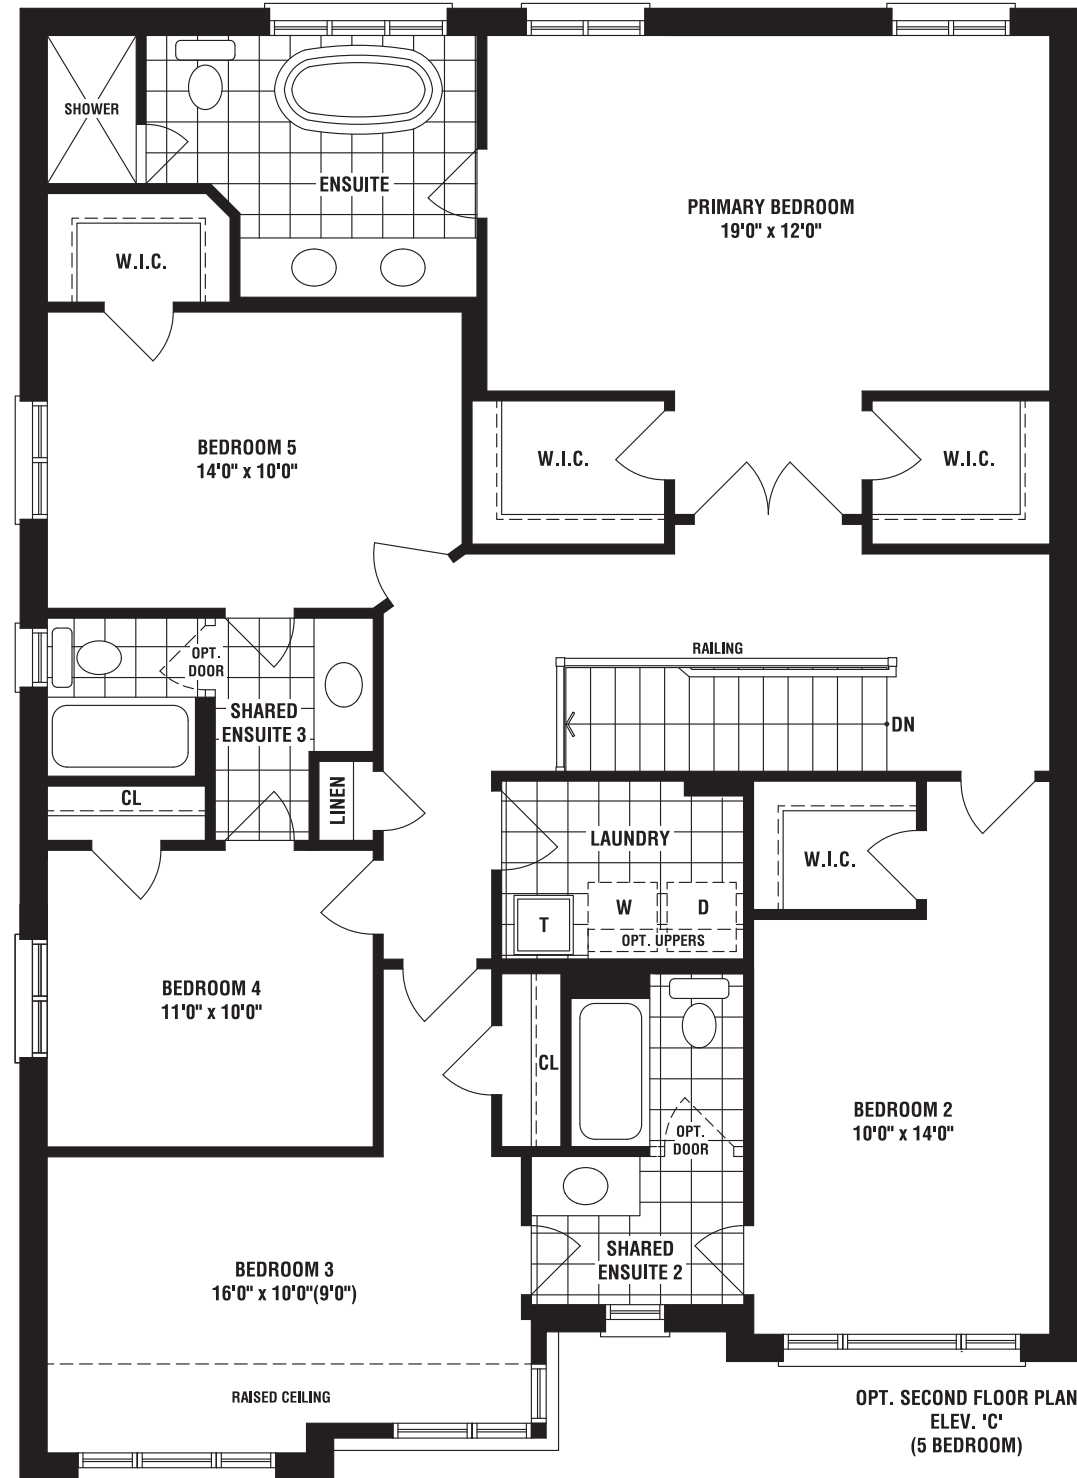 SHOWER
ENSUITE
PRIMARY BEDROOM
19'0" x 12'0"
W.I.C.
BEDROOM 5
14'0" x 10'0"
W.I.C.
W.I.C.
OPT.
DOOR
RAILING
SHARED
ENSUITE 3
DN
CL
LINEN
LAUNDRY
W.I.C.
W
D
T
OPT. UPPERS
BEDROOM 4
11'0" x 10'0"
CL
BEDROOM 2
10'0" x 14'0"
OPT.
DOOR
SHARED
ENSUITE 2
BEDROOM 3
16'0" x 10'0"(9'0")
RAISED CEILING
OPT. SECOND FLOOR PLAN
ELEV. 'C'
(5 BEDROOM)